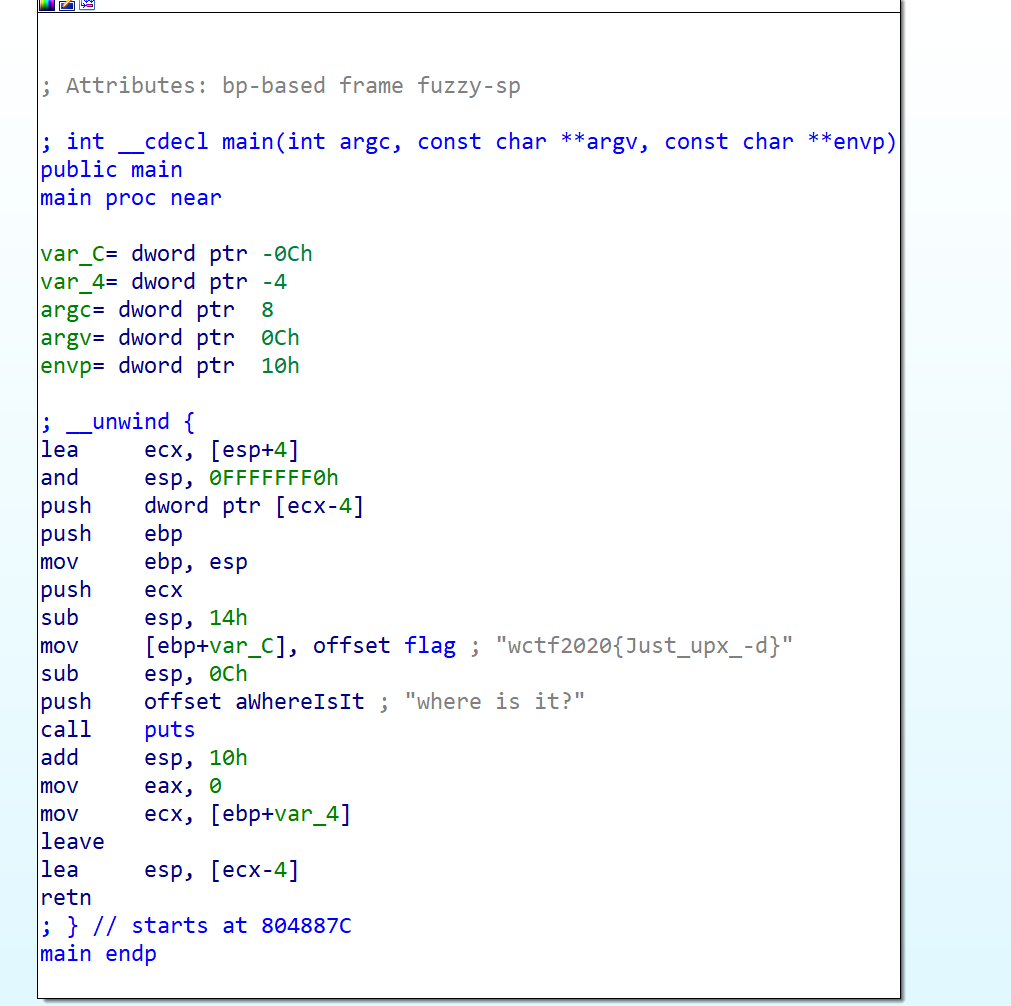 ; Attributes: bp-based frame fuzzy-sp
; int __cdecl main(int argc, const char **argv, const char **envp)
public main
main proc near
var_C= dword ptr -0Ch
var_4= dword ptr -4
argc= dword ptr  8
argv= dword ptr  0Ch
envp= dword ptr  10h
; __unwind {
lea     ecx, [esp+4]
and     esp, 0FFFFFFF0h
push    dword ptr [ecx-4]
push    ebp
mov     ebp, esp
push    ecx
sub     esp, 14h
mov     [ebp+var_C], offset flag ; "wctf2020{Just_upx_-d}"
sub     esp, 0Ch
push    offset aWhereIsIt ; "where is it?"
call    puts
add     esp, 10h
mov     eax, 0
mov     ecx, [ebp+var_4]
leave
lea     esp, [ecx-4]
retn
; } // starts at 804887C
main endp